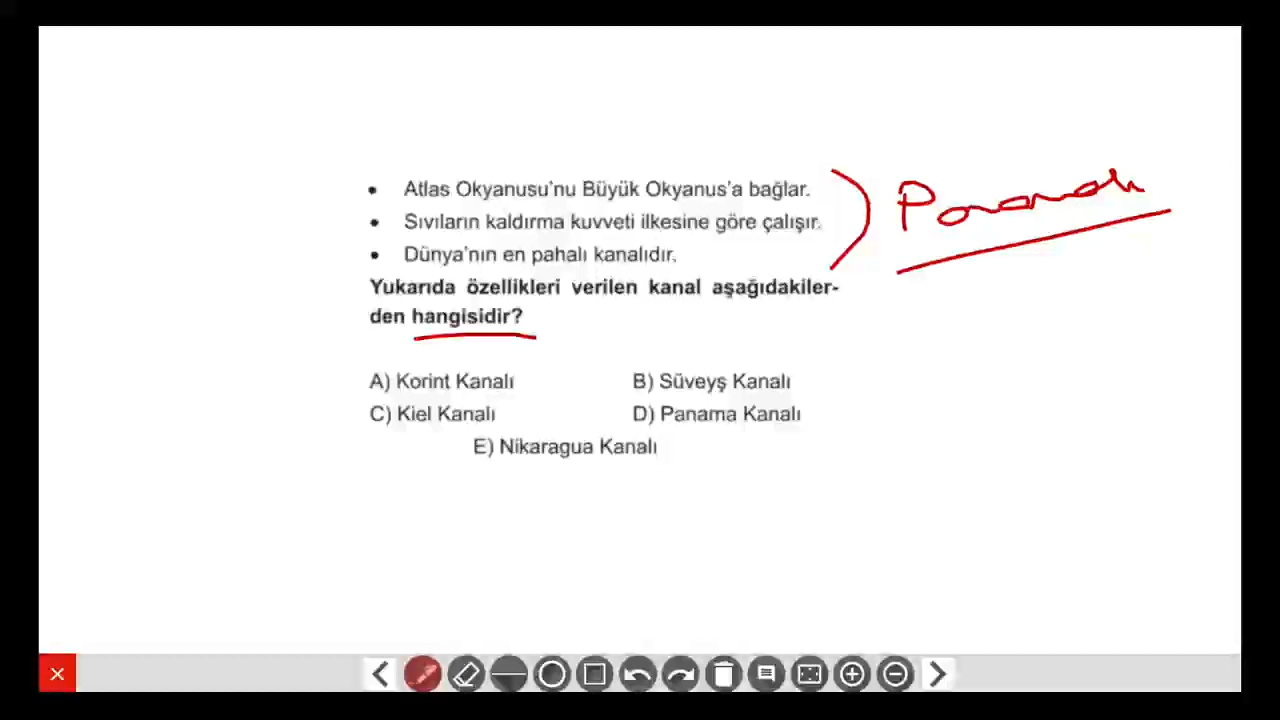 • Atlas Okyanusu'nu Büyük Okyanus'a bağlar.
• Sıvıların kaldırma kuvveti ilkesine göre çalışır.
• Dünya'nın en pahalı kanalıdır.
Yukarıda özellikleri verilen kanal aşağıdakiler-
den hangisidir?
A) Korint Kanalı
B) Süveyş Kanalı
C) Kiel Kanalı
D) Panama Kanalı
E) Nikaragua Kanalı